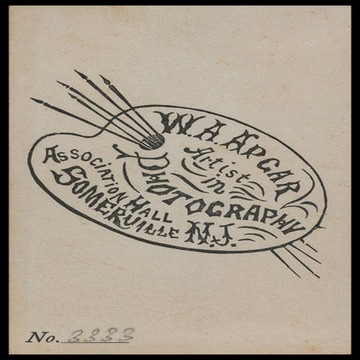 W. A. APGAR
Artist
in
PHOTOGRAPHY
ASSOCIATION HALL
SOMERVILLE N.J.
No. 3333